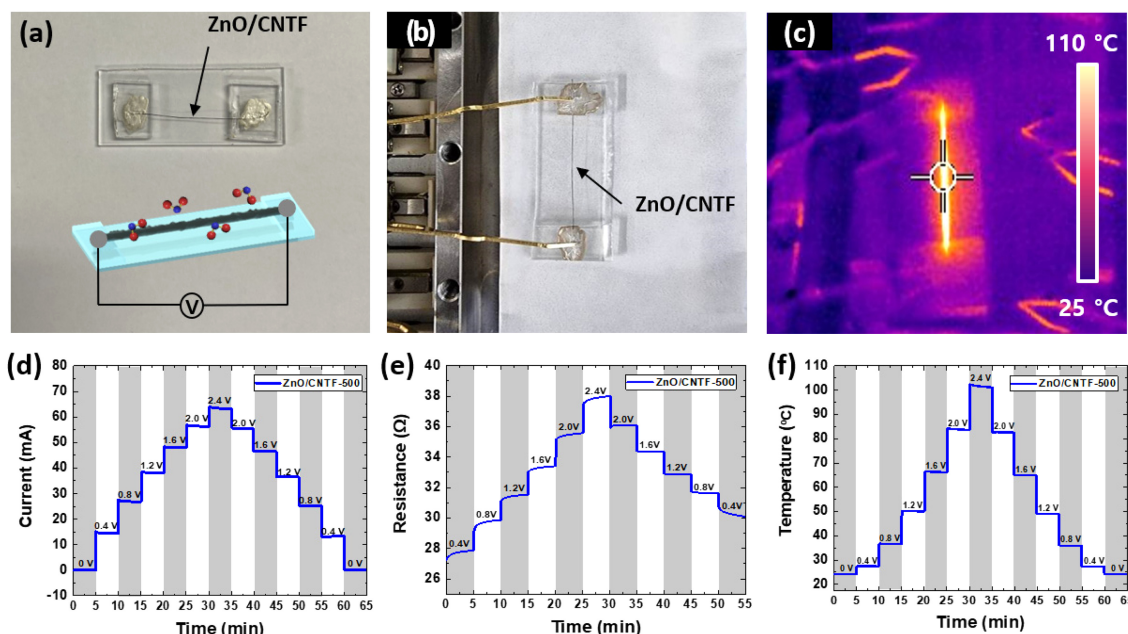 (a)
ZnO/CNTF
V
(b)
ZnO/CNTF
(c)
110 °C
25 °C
(d)
ZnO/CNTF-500
Current (mA)
80
70
60
50
40
30
20
10
0
-10
0 V
0.4 V
0.8 V
1.2 V
1.6 V
2.0 V
2.4 V
2.0 V
1.6 V
1.2 V
0.8 V
0.4 V
0 V
0 5 10 15 20 25 30 35 40 45 50 55 60 65
Time (min)
(e)
ZnO/CNTF-500
Resistance (Ω)
40
38
36
34
32
30
28
26
0.4V
0.8V
1.2V
1.6V
2.0V
2.4V
2.0V
1.6V
1.2V
0.8V
0.4V
0 5 10 15 20 25 30 35 40 45 50 55
Time (min)
(f)
ZnO/CNTF-500
Temperature (°C)
110
100
90
80
70
60
50
40
30
20
0V
0.4 V
0.8 V
1.2 V
1.6 V
2.0 V
2.4 V
2.0 V
1.6 V
1.2 V
0.8 V
0.4 V
0V
0 5 10 15 20 25 30 35 40 45 50 55 60 65
Time (min)